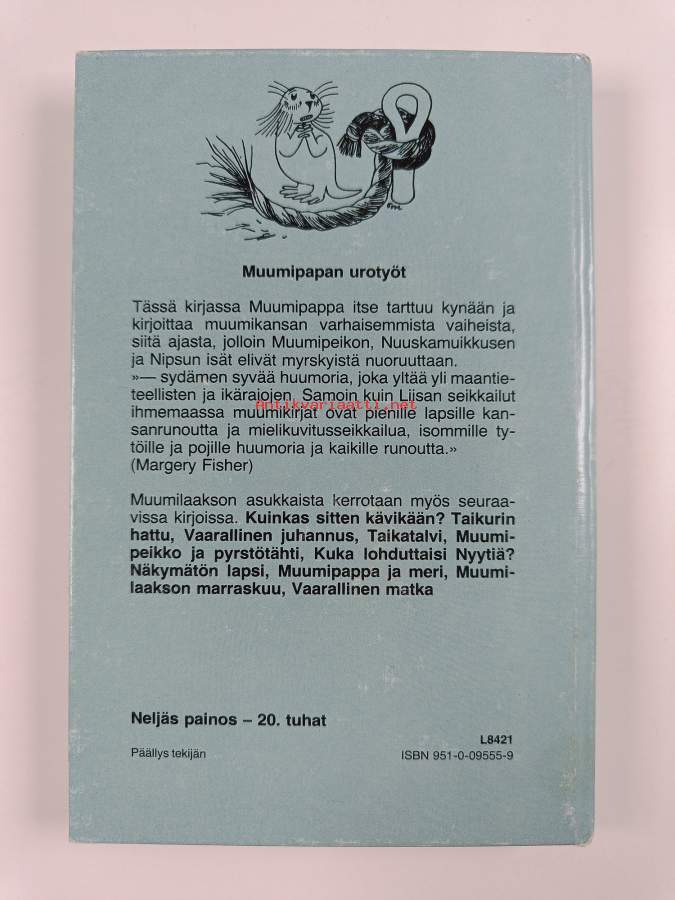 Muumipapan urotyöt
Tässä kirjassa Muumipappa itse tarttuu kynään ja
kirjoittaa muumikansan varhaisemmista vaiheista,
siitä ajasta, jolloin Muumipeikon, Nuuskamuikkusen
ja Nipsun isät elivät myrskyistä nuoruuttaan.
»— sydämen syvää huumoria, joka yltää yli maantie-
teellisten ja ikärajojen. Samoin kuin Liisan seikkailut
antikvariaatti.net
ihmemaassa muumikirjat ovat pienille lapsille kan-
sanrunoutta ja mielikuvitusseikkailua, isommille ty-
töille ja pojille huumoria ja kaikille runoutta.»
(Margery Fisher)
Muumilaakson asukkaista kerrotaan myös seuraa-
vissa kirjoissa. Kuinkas sitten kävikään? Taikurin
hattu, Vaarallinen juhannus, Taikatalvi, Muumi-
peikko ja pyrstötähti, Kuka lohduttaisi Nyytiä?
Näkymätön lapsi, Muumipappa ja meri, Muumi-
laakson marraskuu, Vaarallinen matka
Neljäs painos – 20. tuhat
L8421
Päällys tekijän
ISBN 951-0-09555-9